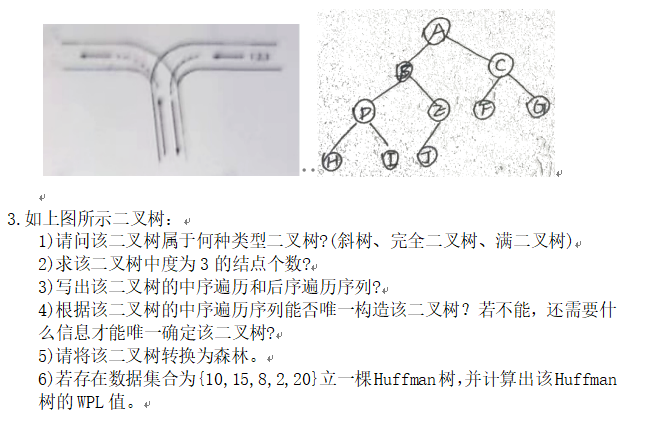 123
A
B
C
D
E
F
G
H
I
J
3.如上图所示二叉树：
1)请问该二叉树属于何种类型二叉树?(斜树、完全二叉树、满二叉树)
2)求该二叉树中度为3的结点个数?
3)写出该二叉树的中序遍历和后序遍历序列?
4)根据该二叉树的中序遍历序列能否唯一构造该二叉树？若不能，还需要什
么信息才能唯一确定该二叉树?
5)请将该二叉树转换为森林。
6)若存在数据集合为{10,15,8,2,20}立一棵Huffman树,并计算出该Huffman
树的WPL值。